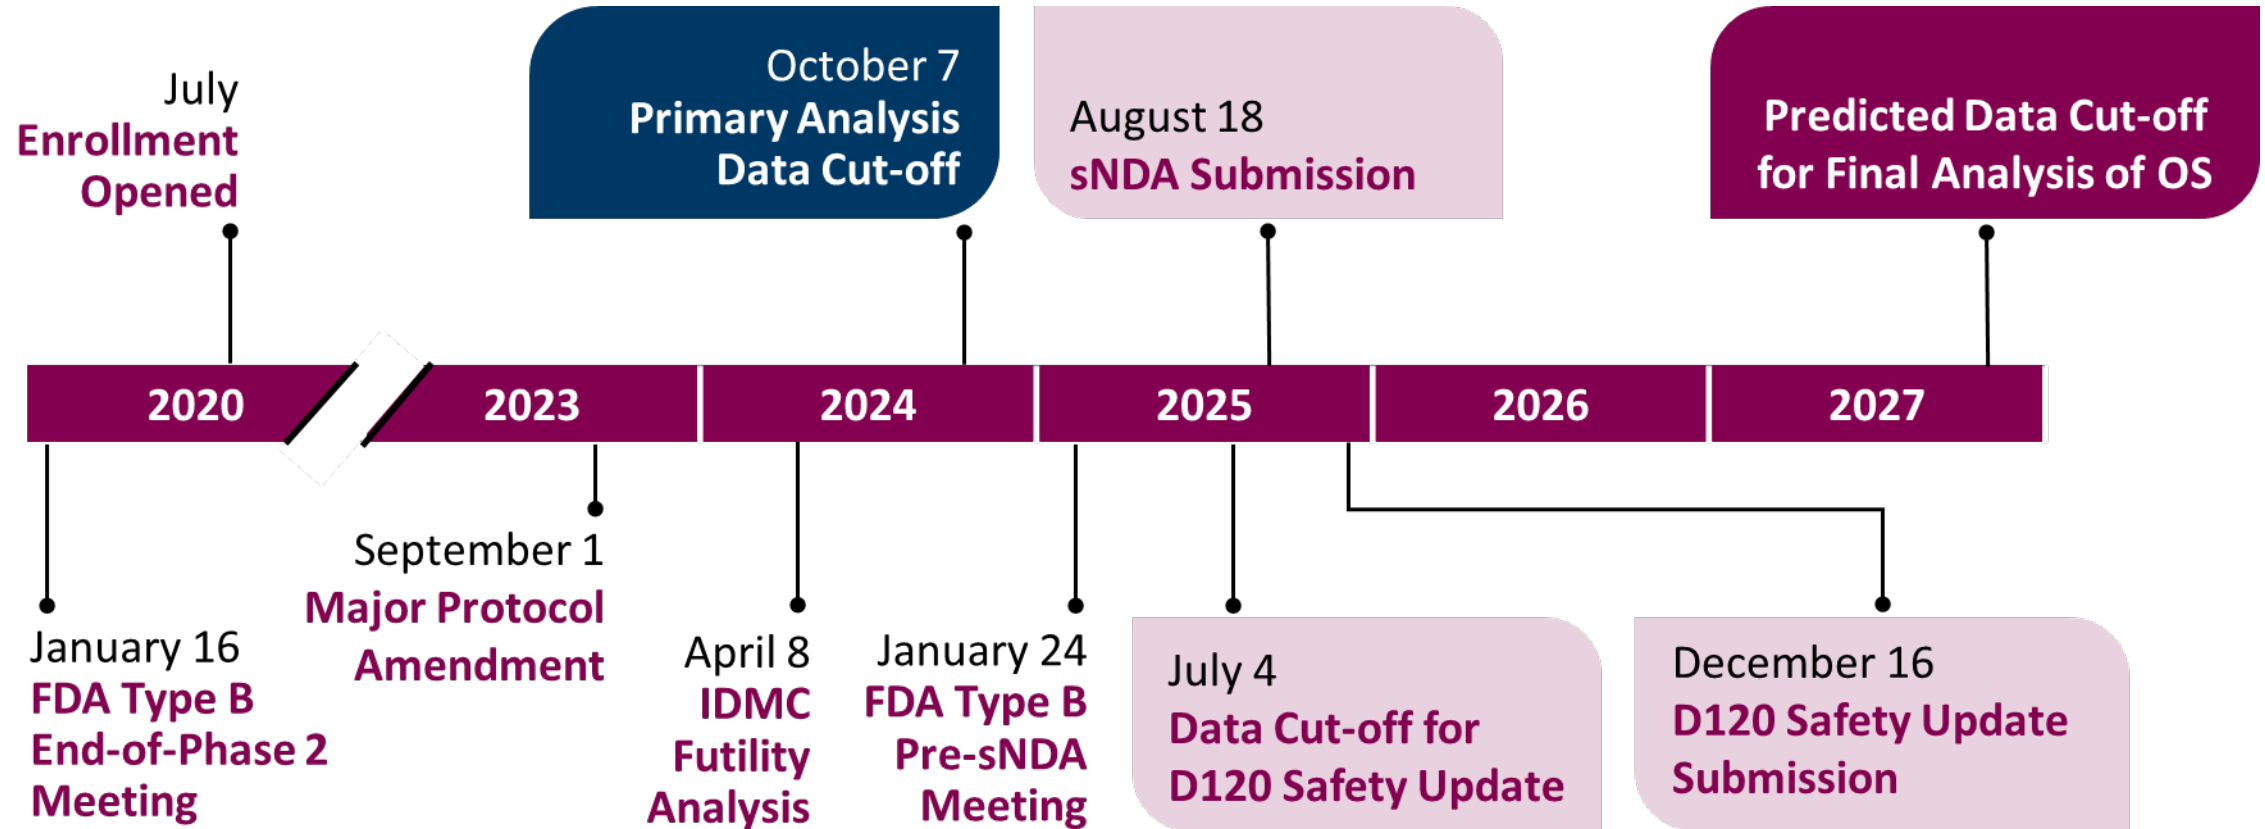 July
Enrollment
Opened
October 7
Primary Analysis
Data Cut-off
August 18
sNDA Submission
Predicted Data Cut-off
for Final Analysis of OS
2020
2023
2024
2025
2026
2027
January 16
FDA Type B
End-of-Phase 2
Meeting
September 1
Major Protocol
Amendment
April 8
IDMC
Futility
Analysis
January 24
FDA Type B
Pre-sNDA
Meeting
July 4
Data Cut-off for
D120 Safety Update
December 16
D120 Safety Update
Submission